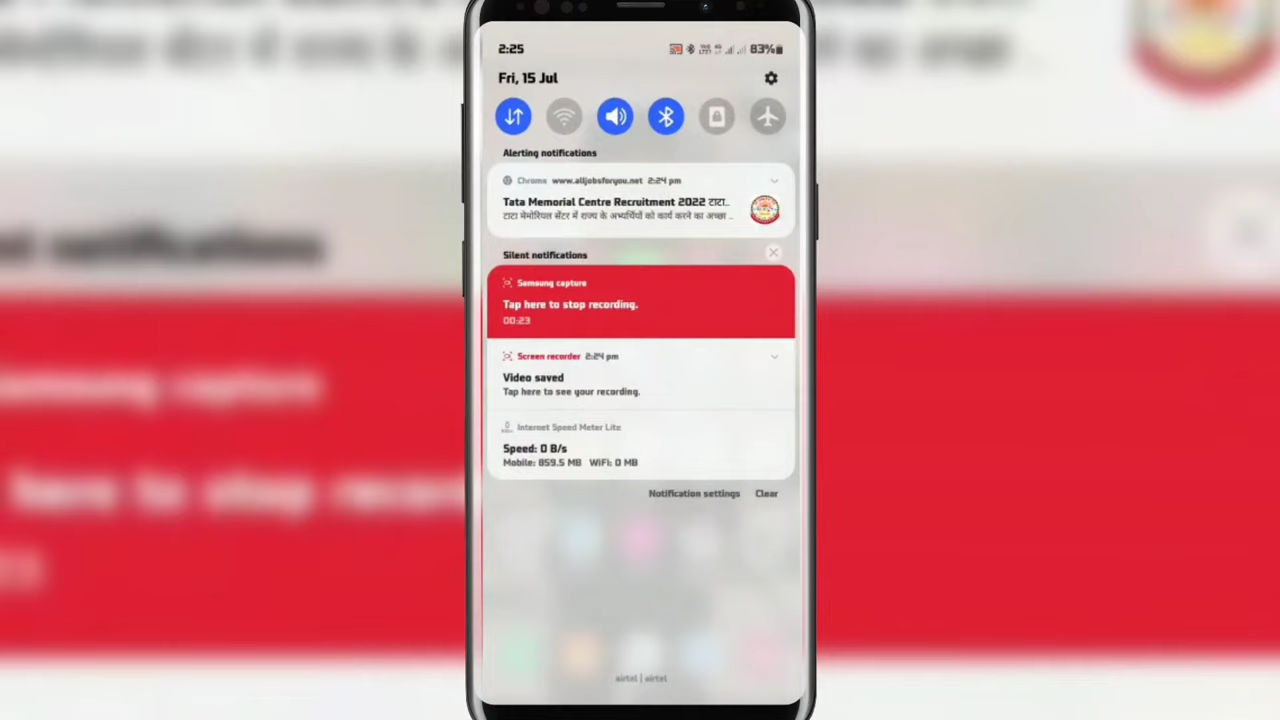 2:25
83%
Fri, 15 Jul
Alerting notifications
Chrome www.alljobsforyou.net 2:24 pm
Tata Memorial Centre Recruitment 2022 टाटा..
टाटा मेमोरियल सेंटर में राज्य के अभ्यर्थियों को कार्य करने का अच्छा ..
Silent notifications
Samsung capture
Tap here to stop recording.
00:23
Screen recorder 2:24 pm
Video saved
Tap here to see your recording.
Internet Speed Meter Lite
Speed: 0 B/s
Mobile: 859.5 MB WiFi: 0 MB
Notification settings Clear
airtel | airtel